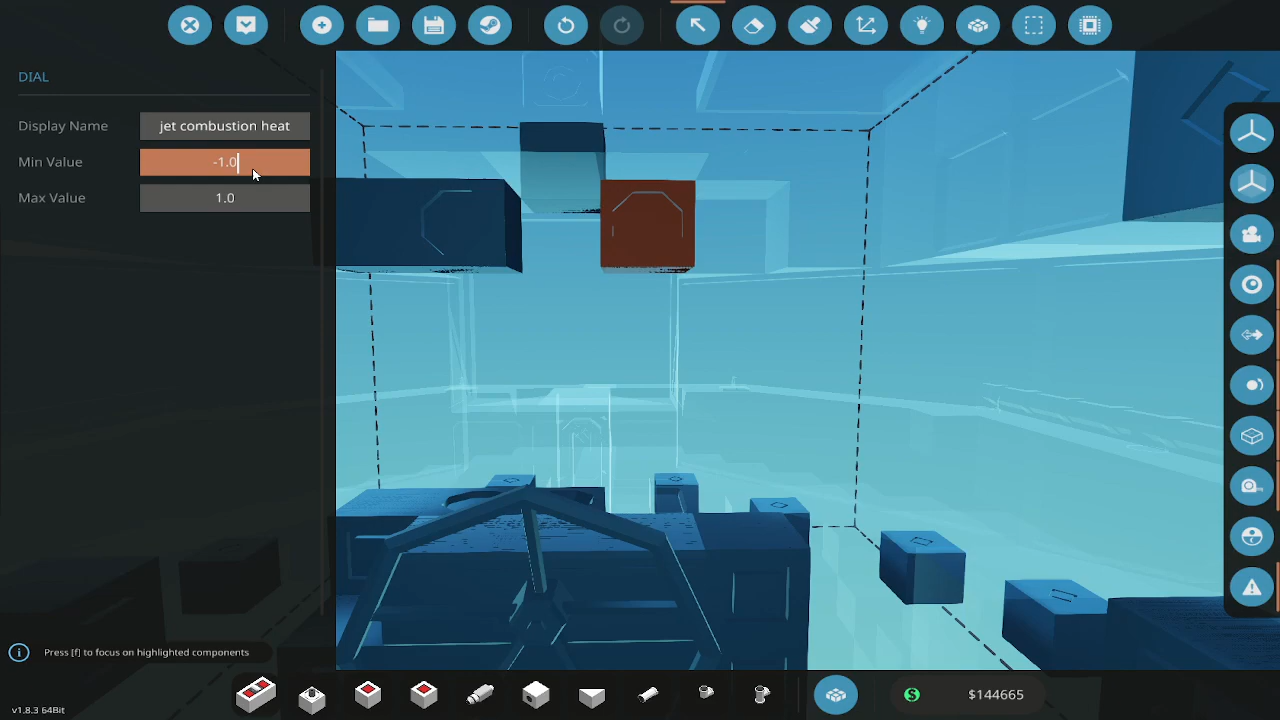 DIAL
Display Name jet combustion heat
Min Value -1.0
Max Value 1.0
Press [f] to focus on highlighted components
v1.8.3 64Bit
$ $144665